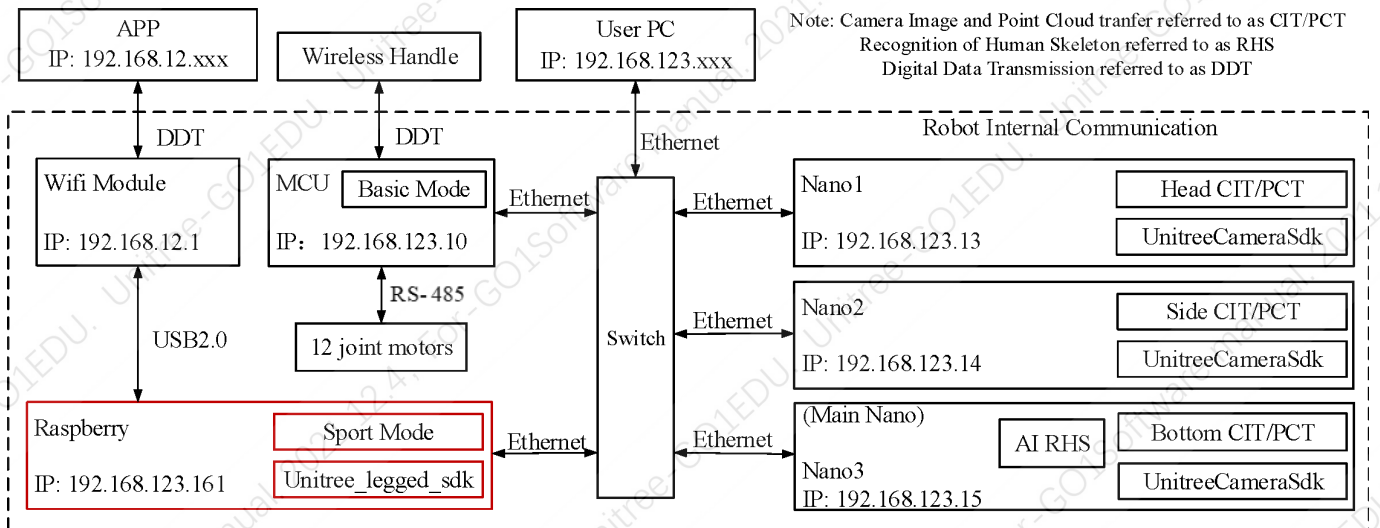 APP
IP: 192.168.12.xxx
Wireless Handle
User PC
IP: 192.168.123.xxx
Note: Camera Image and Point Cloud tranfer referred to as CIT/PCT
Recognition of Human Skeleton referred to as RHS
Digital Data Transmission referred to as DDT
DDT
DDT
Ethernet
Robot Internal Communication
Wifi Module
IP: 192.168.12.1
MCU
Basic Mode
IP: 192.168.123.10
Ethernet
Ethernet
Nano1
Head CIT/PCT
IP: 192.168.123.13
UnitreeCameraSdk
RS-485
USB2.0
12 joint motors
Switch
Ethernet
Nano2
Side CIT/PCT
IP: 192.168.123.14
UnitreeCameraSdk
Raspberry
Sport Mode
IP: 192.168.123.161
Unitree_legged_sdk
Ethernet
Ethernet
(Main Nano)
AI RHS
Bottom CIT/PCT
Nano3
IP: 192.168.123.15
UnitreeCameraSdk